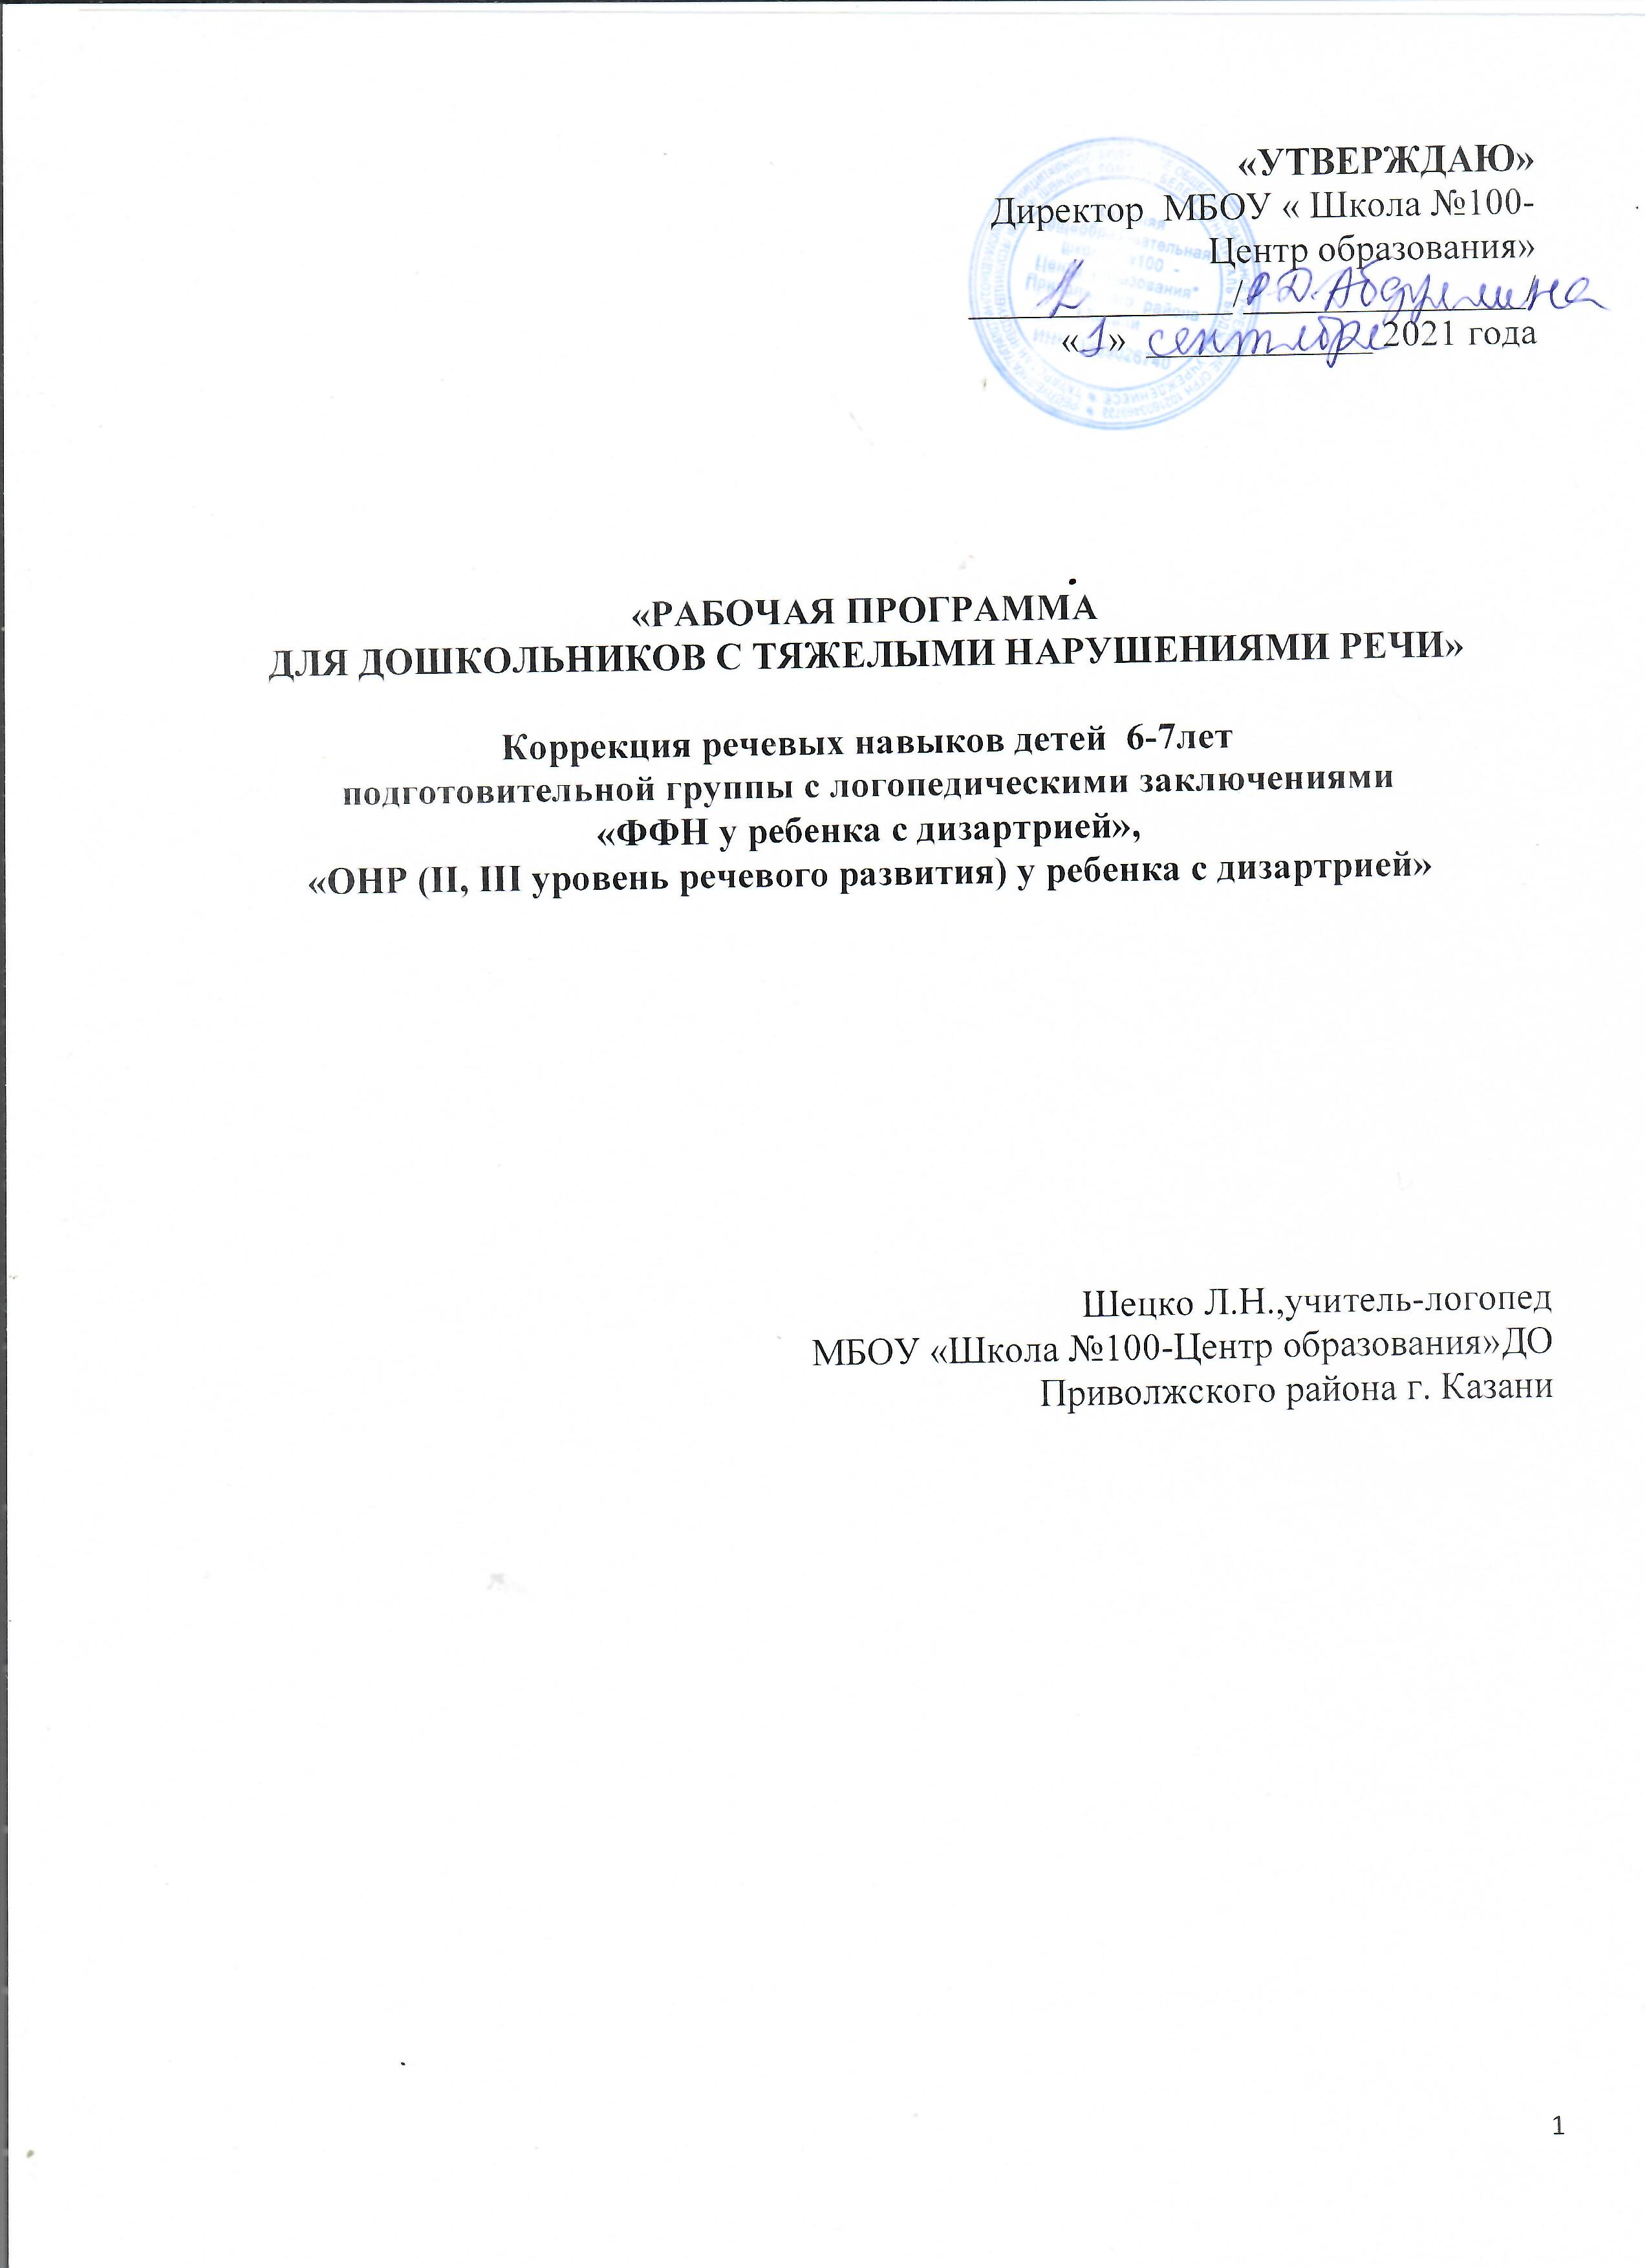 «УТВЕРЖДАЮ»
Директор  МБОУ « Школа №100-
Центр образования»
/ Р.Д. /
«1» сентября 2021 года
«РАБОЧАЯ ПРОГРАММА
ДЛЯ ДОШКОЛЬНИКОВ С ТЯЖЕЛЫМИ НАРУШЕНИЯМИ РЕЧИ»
Коррекция речевых навыков детей  6-7лет
подготовительной группы с логопедическими заключениями
«ФФН у ребенка с дизартрией»,
«ОНР (II, III уровень речевого развития) у ребенка с дизартрией»
Шецко Л.Н.,учитель-логопед
МБОУ «Школа №100-Центр образования»ДО
Приволжского района г. Казани
1